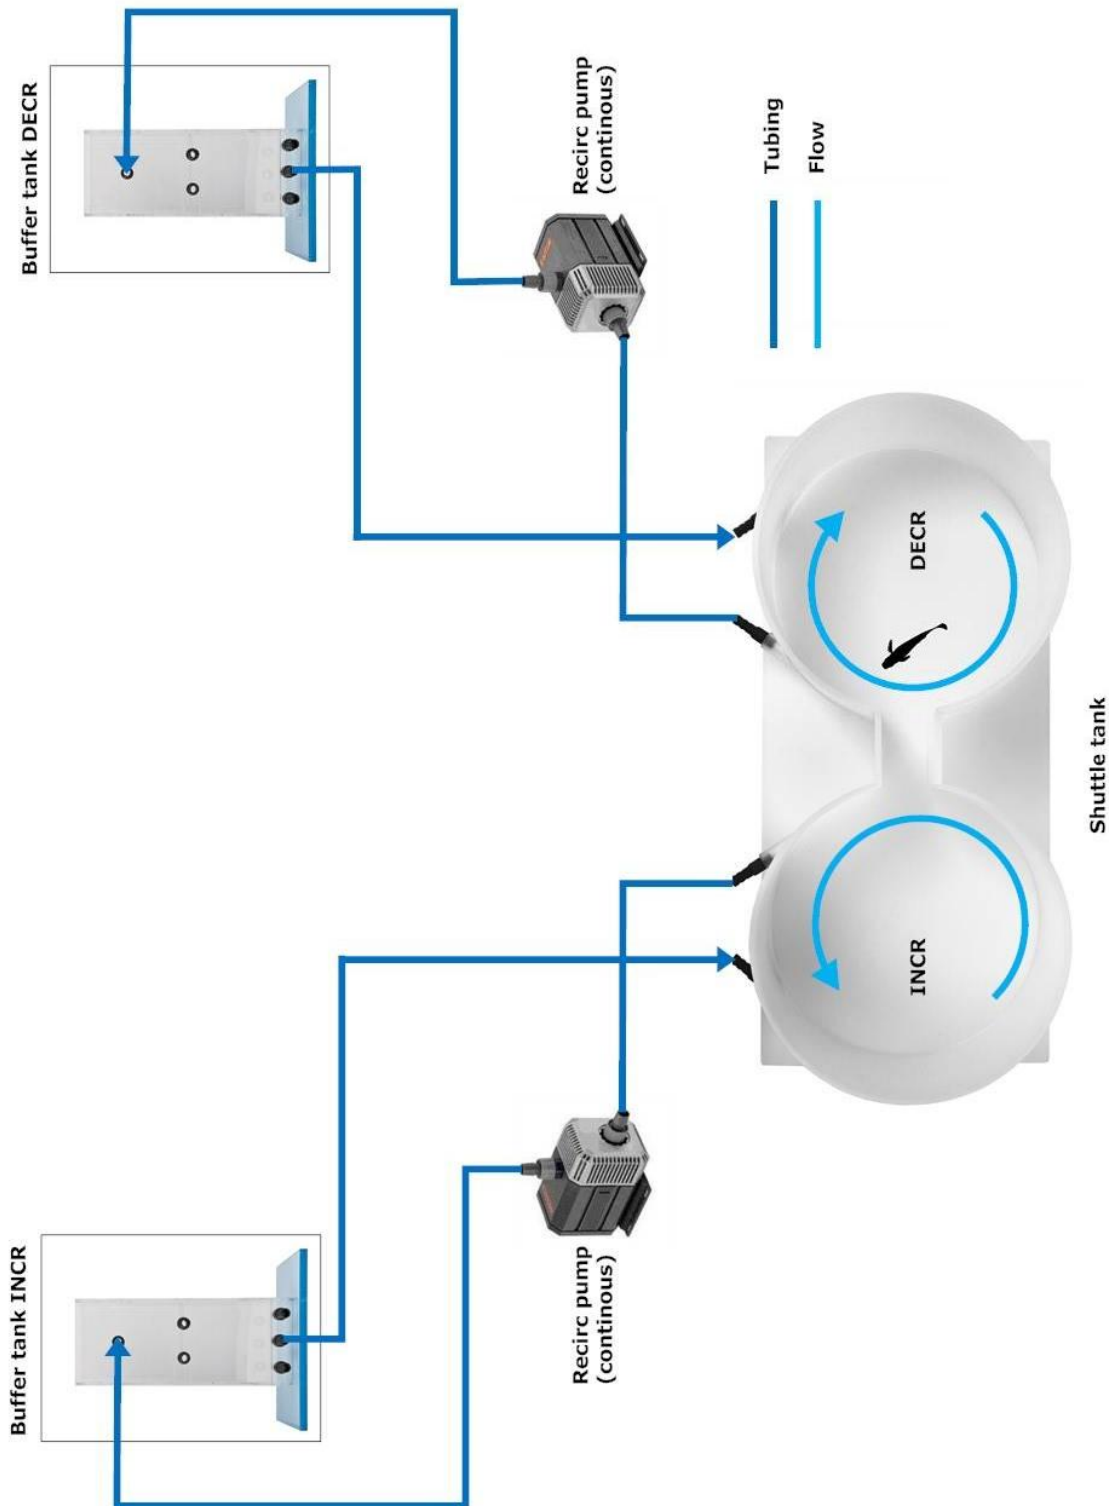 Buffer tank INCR
Buffer tank DECR
Recirc pump
(continous)
Recirc pump
(continous)
Tubing
Flow
INCR
DECR
Shuttle tank